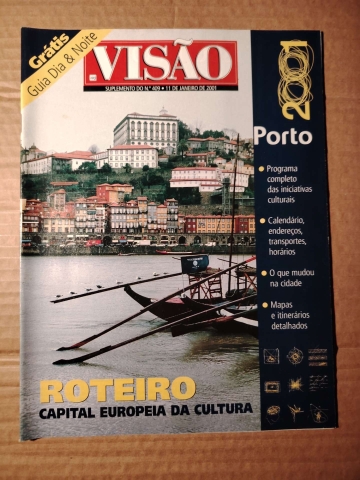 Grátis
Guia Dia & Noite
VISÃO
SUPLEMENTO DO N.º 409 • 11 DE JANEIRO DE 2001
2001
Porto
• Programa
completo
das iniciativas
culturais
• Calendário,
endereços,
transportes,
horários
• O que mudou
na cidade
• Mapas
e itinerários
detalhados
ROTEIRO
CAPITAL EUROPEIA DA CULTURA